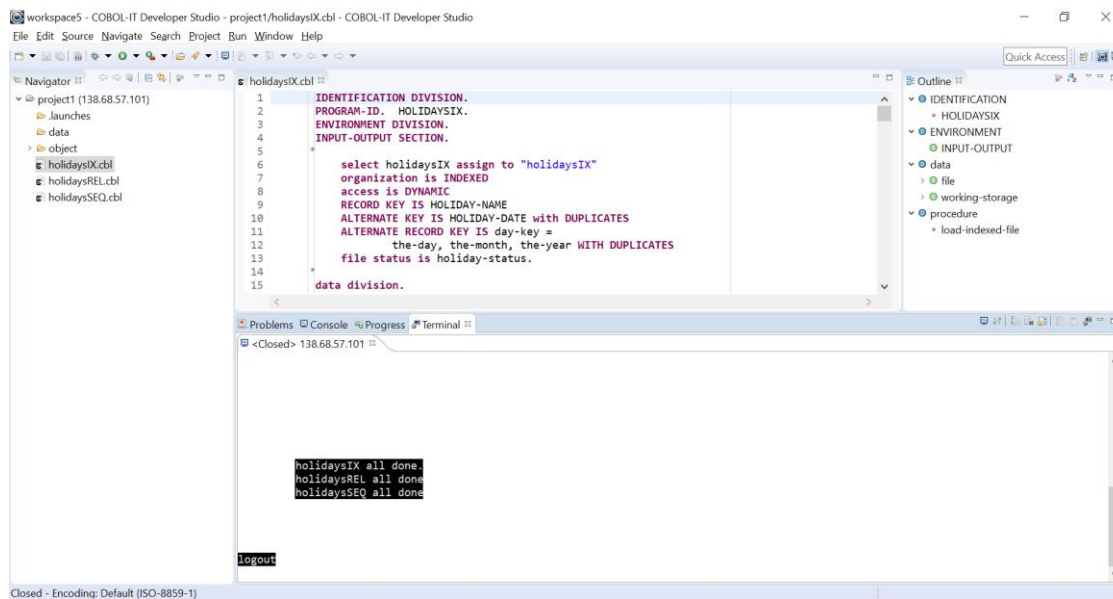 workspace5 - COBOL-IT Developer Studio - project1/holidaysIX.cbl - COBOL-IT Developer Studio
File Edit Source Navigate Search Project Run Window Help
Quick Access
Navigator
project1 (138.68.57.101)
.launches
data
object
holidaysIX.cbl
holidaysREL.cbl
holidaysSEQ.cbl
holidaysIX.cbl
1 IDENTIFICATION DIVISION.
2 PROGRAM-ID. HOLIDAYSIX.
3 ENVIRONMENT DIVISION.
4 INPUT-OUTPUT SECTION.
5 *
6 select holidaysIX assign to "holidaysIX"
7 organization is INDEXED
8 access is DYNAMIC
9 RECORD KEY IS HOLIDAY-NAME
10 ALTERNATE KEY IS HOLIDAY-DATE with DUPLICATES
11 ALTERNATE RECORD KEY IS day-key =
12 the-day, the-month, the-year WITH DUPLICATES
13 file status is holiday-status.
14 *
15 data division.
Outline
IDENTIFICATION
HOLIDAYSIX
ENVIRONMENT
INPUT-OUTPUT
data
file
working-storage
procedure
load-indexed-file
Problems Console Progress Terminal
<Closed> 138.68.57.101
holidaysIX all done.
holidaysREL all done
holidaysSEQ all done
logout
Closed - Encoding: Default (ISO-8859-1)